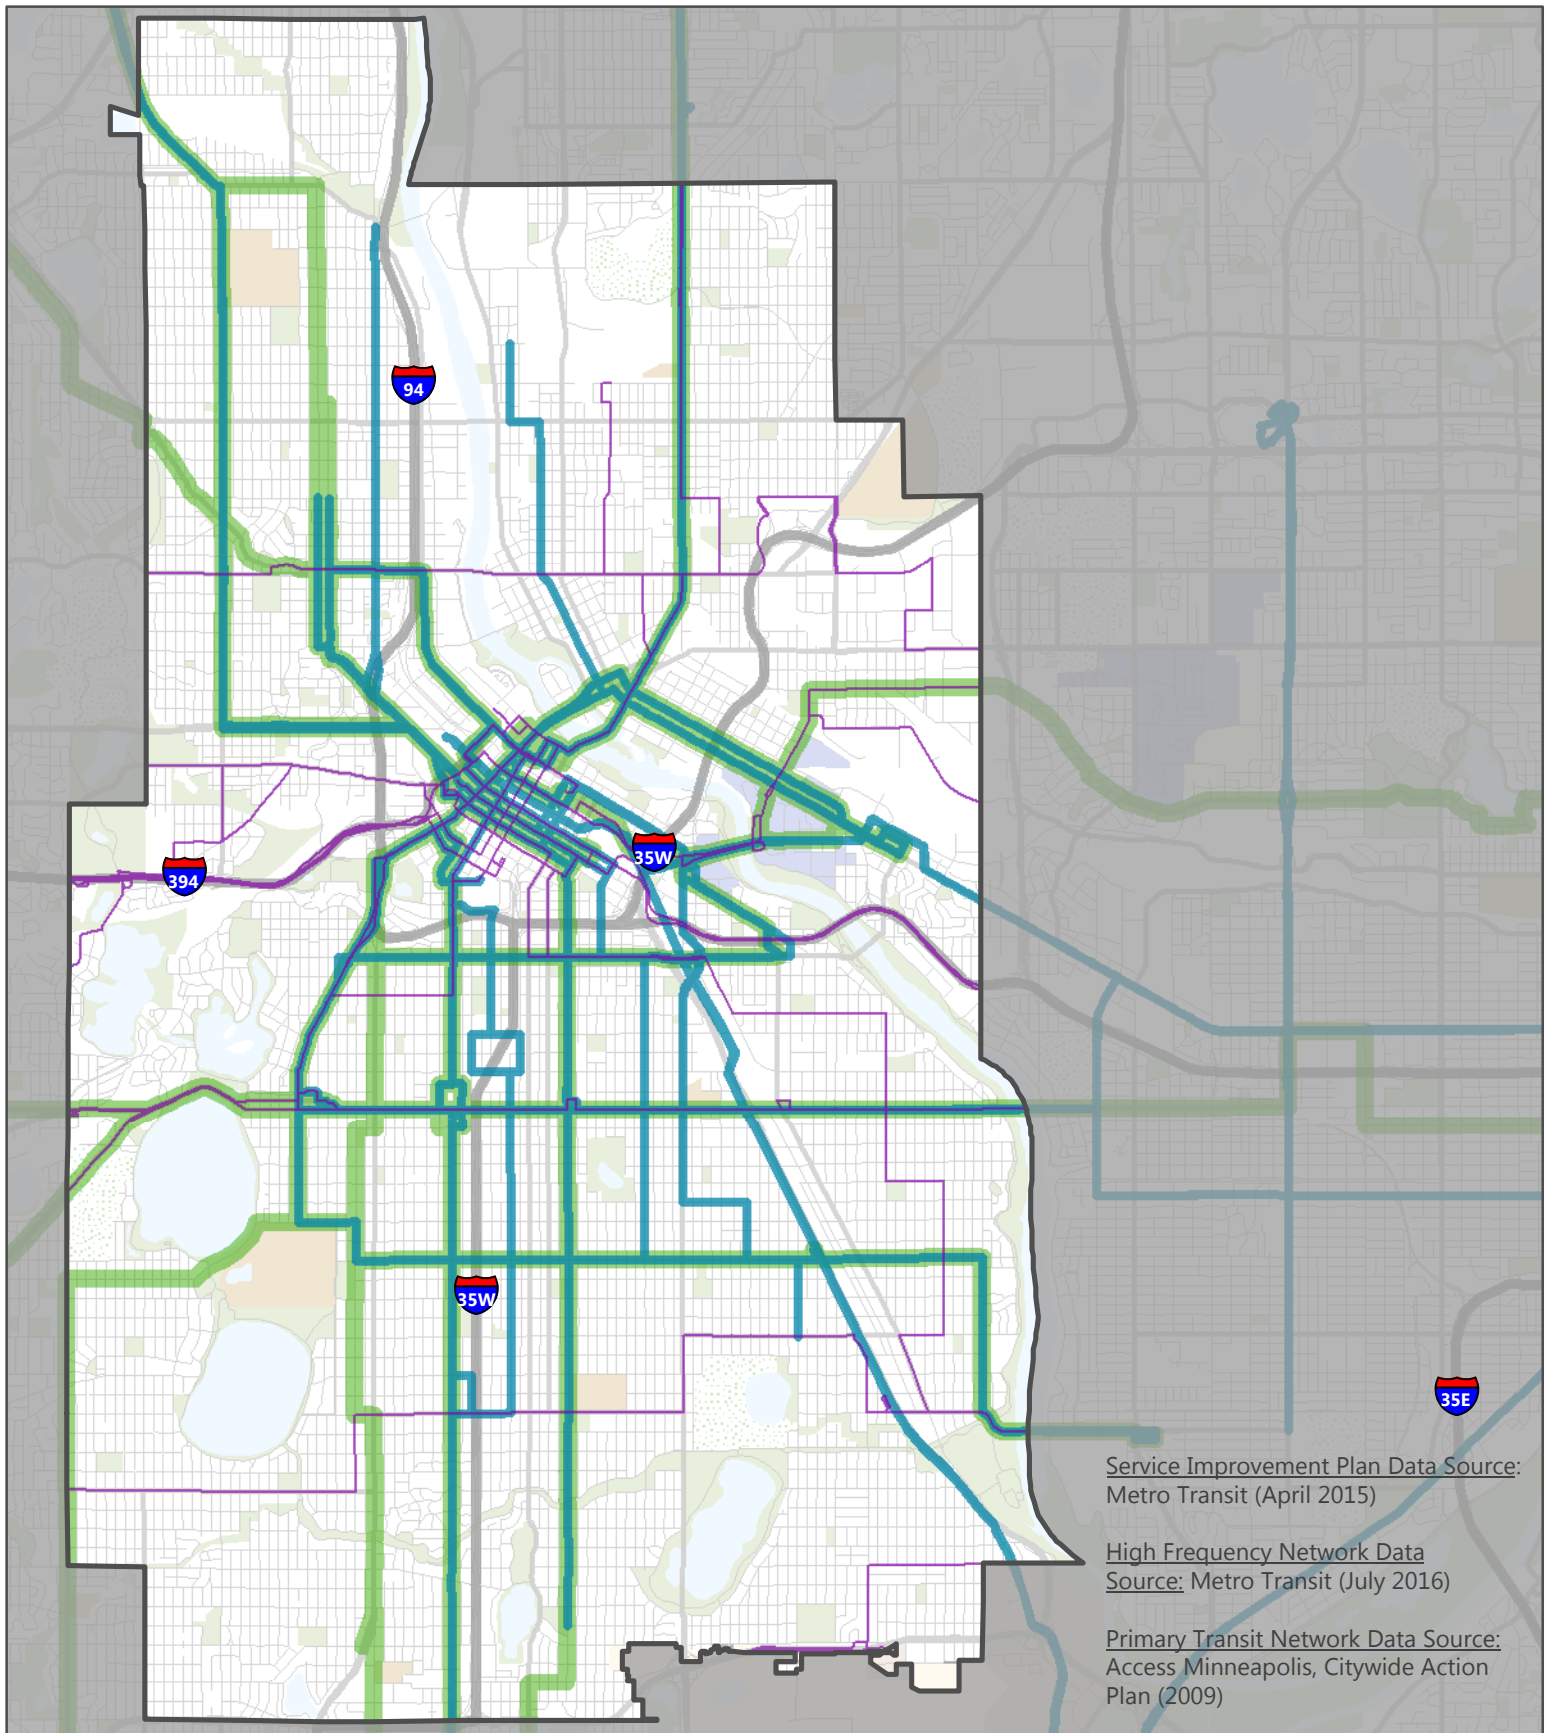 94
35W
394
35W
35E
Service Improvement Plan Data Source:
Metro Transit (April 2015)
High Frequency Network Data
Source: Metro Transit (July 2016)
Primary Transit Network Data Source:
Access Minneapolis, Citywide Action
Plan (2009)